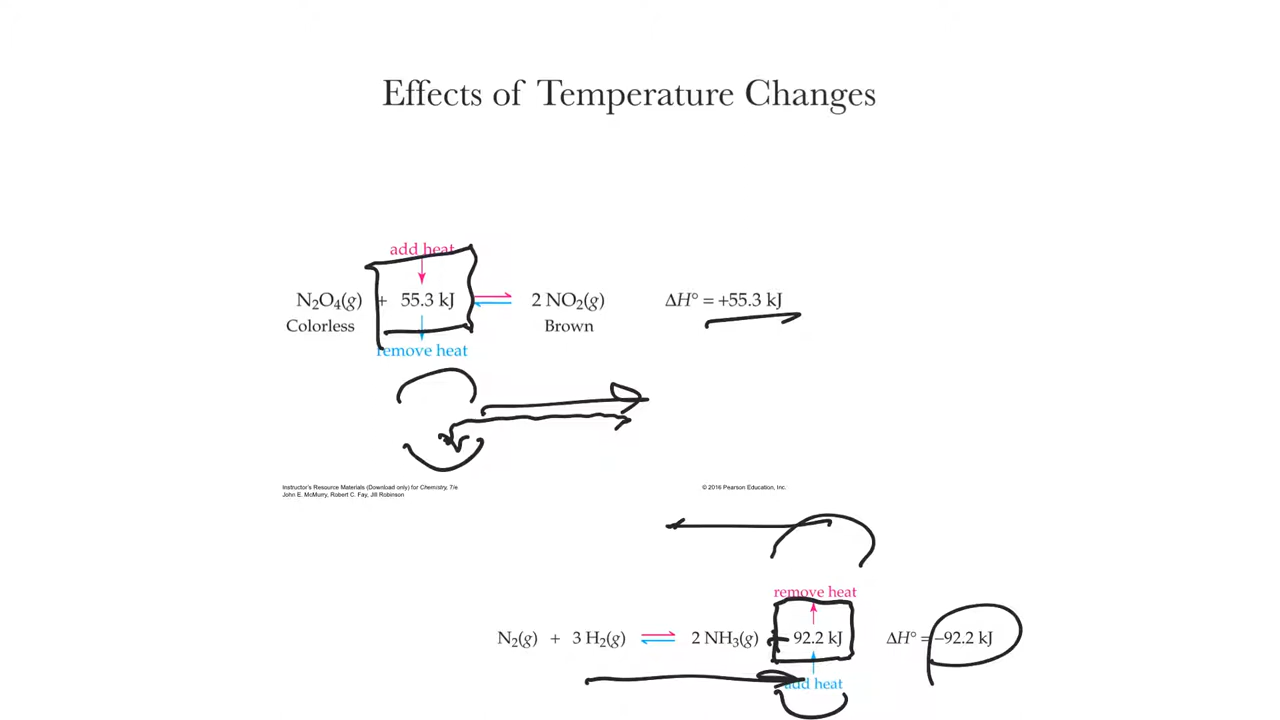 Effects of Temperature Changes
add heat
N₂O₄(g) + 55.3 kJ ⇌ 2 NO₂(g) ΔH° = +55.3 kJ
Colorless Brown
remove heat
Instructor's Resource Materials (Download only) for Chemistry, 7/e © 2016 Pearson Education, Inc.
John E. McMurry, Robert C. Fay, Jill Robinson
remove heat
N₂(g) + 3 H₂(g) ⇌ 2 NH₃(g) + 92.2 kJ ΔH° = –92.2 kJ
add heat